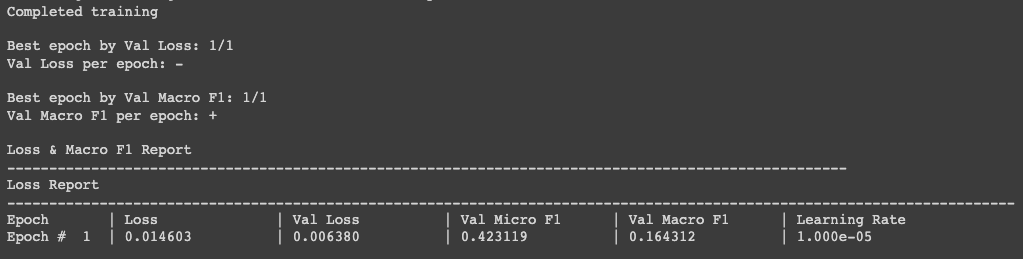 Completed training
Best epoch by Val Loss: 1/1
Val Loss per epoch: -
Best epoch by Val Macro F1: 1/1
Val Macro F1 per epoch: +
Loss & Macro F1 Report
----------------------------------------------------------------------------------------------------
Loss Report
------------------------------------------------------------------------------------------------------------------------
Epoch | Loss | Val Loss | Val Micro F1 | Val Macro F1 | Learning Rate
Epoch # 1 | 0.014603 | 0.006380 | 0.423119 | 0.164312 | 1.000e-05